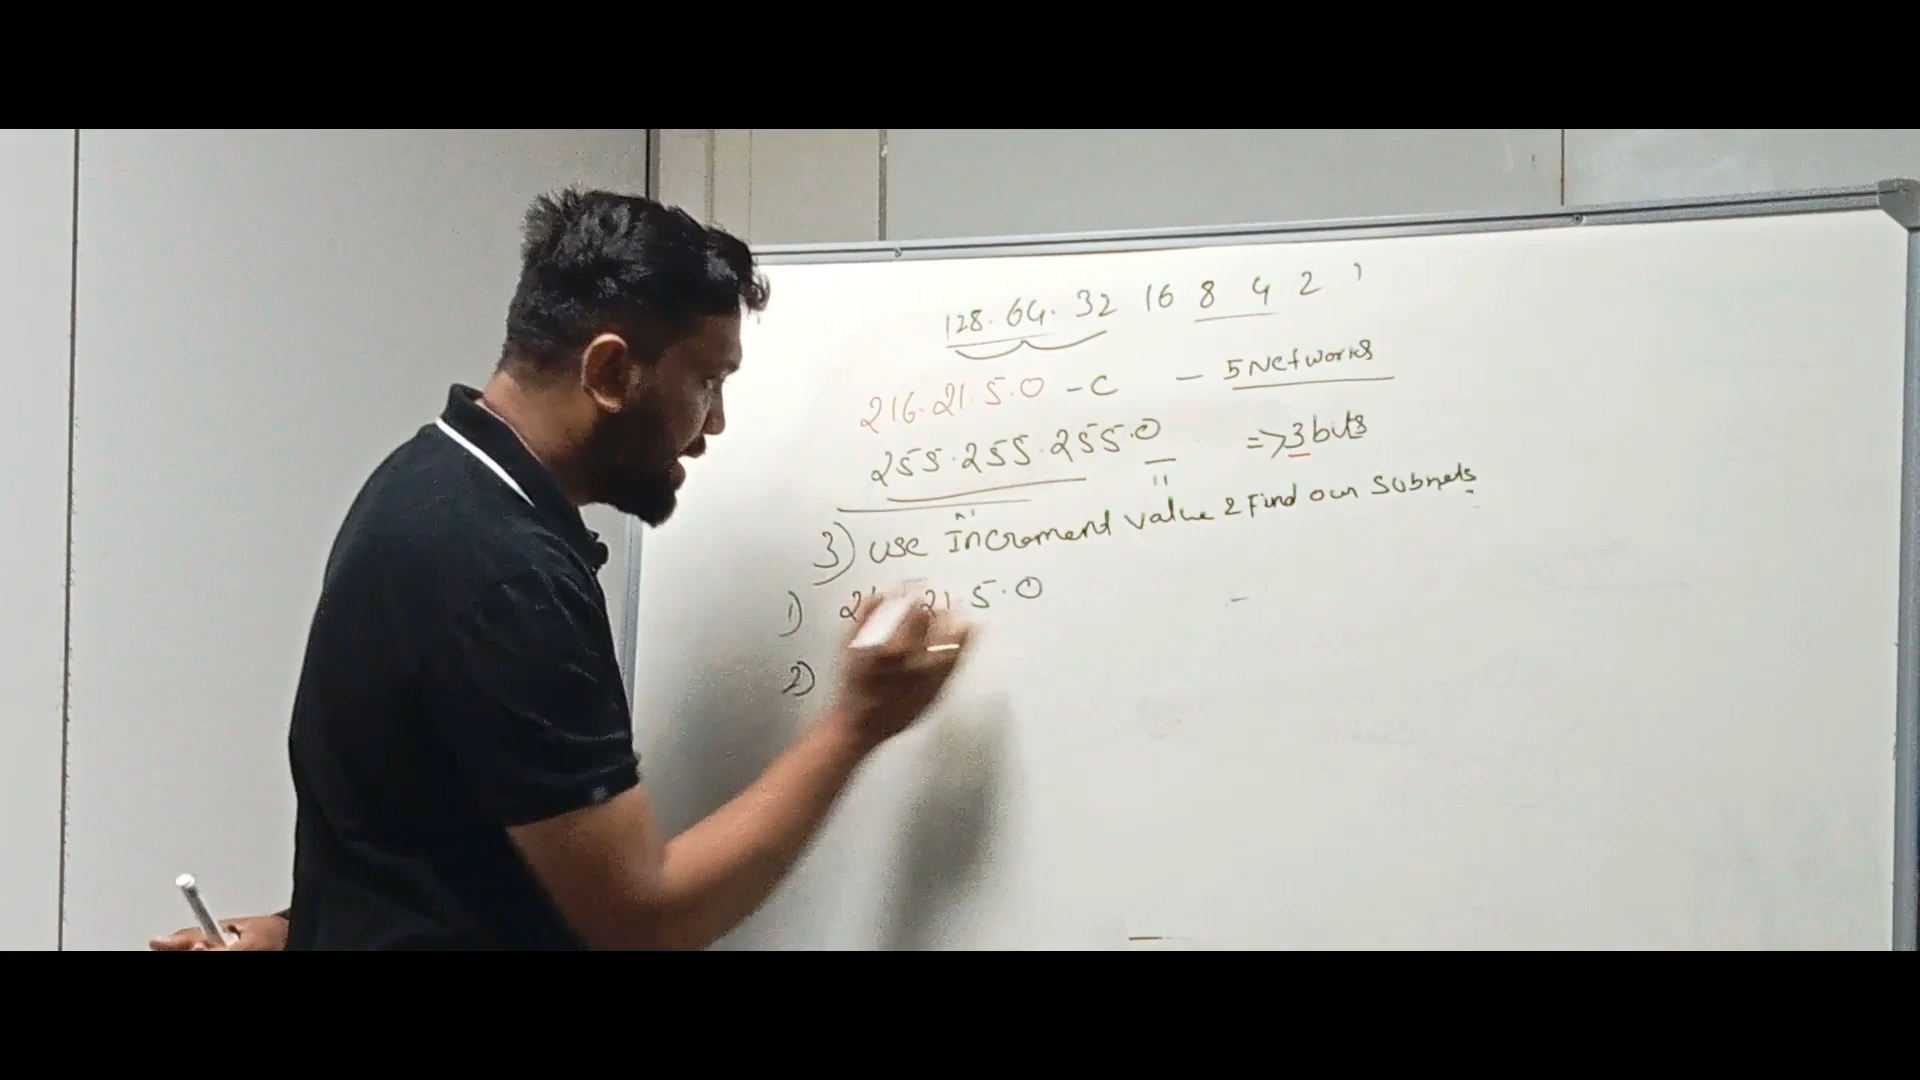 128. 64. 32 16 8 4 2 1
216.21.5.0 - C - 5 Networks
255.255.255.0 => 3 bits
3) use Increment value & Find our Subnets
1) 21.5.0
2)